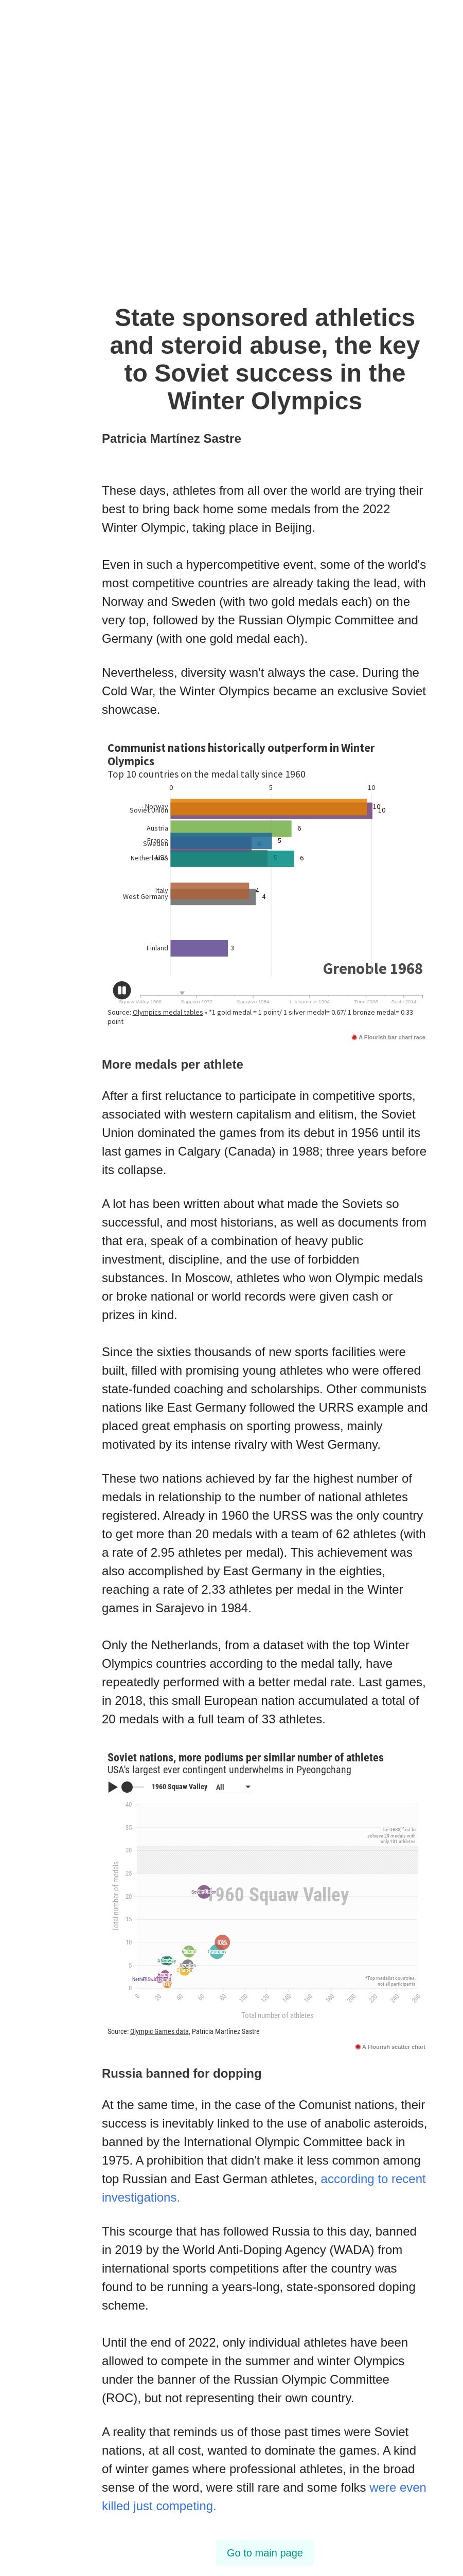 State sponsored athletics
and steroid abuse, the key
to Soviet success in the
Winter Olympics
Patricia Martínez Sastre
These days, athletes from all over the world are trying their
best to bring back home some medals from the 2022
Winter Olympic, taking place in Beijing.
Even in such a hypercompetitive event, some of the world's
most competitive countries are already taking the lead, with
Norway and Sweden (with two gold medals each) on the
very top, followed by the Russian Olympic Committee and
Germany (with one gold medal each).
Nevertheless, diversity wasn't always the case. During the
Cold War, the Winter Olympics became an exclusive Soviet
showcase.
Communist nations historically outperform in Winter
Olympics
Top 10 countries on the medal tally since 1960
0 5 10
Norway 10
Soviet Union 10
Austria 6
France 5
Sweden 4
Netherlands 6
USA 5
Italy 4
West Germany 4
Finland 3
Grenoble 1968
Squaw Valley 1960 Sapporo 1972 Sarajevo 1984 Lillehammer 1994 Turin 2006 Sochi 2014
Source: Olympics medal tables • *1 gold medal = 1 point/ 1 silver medal= 0.67/ 1 bronze medal= 0.33
point
A Flourish bar chart race
More medals per athlete
After a first reluctance to participate in competitive sports,
associated with western capitalism and elitism, the Soviet
Union dominated the games from its debut in 1956 until its
last games in Calgary (Canada) in 1988; three years before
its collapse.
A lot has been written about what made the Soviets so
successful, and most historians, as well as documents from
that era, speak of a combination of heavy public
investment, discipline, and the use of forbidden
substances. In Moscow, athletes who won Olympic medals
or broke national or world records were given cash or
prizes in kind.
Since the sixties thousands of new sports facilities were
built, filled with promising young athletes who were offered
state-funded coaching and scholarships. Other communists
nations like East Germany followed the URRS example and
placed great emphasis on sporting prowess, mainly
motivated by its intense rivalry with West Germany.
These two nations achieved by far the highest number of
medals in relationship to the number of national athletes
registered. Already in 1960 the URSS was the only country
to get more than 20 medals with a team of 62 athletes (with
a rate of 2.95 athletes per medal). This achievement was
also accomplished by East Germany in the eighties,
reaching a rate of 2.33 athletes per medal in the Winter
games in Sarajevo in 1984.
Only the Netherlands, from a dataset with the top Winter
Olympics countries according to the medal tally, have
repeatedly performed with a better medal rate. Last games,
in 2018, this small European nation accumulated a total of
20 medals with a full team of 33 athletes.
Soviet nations, more podiums per similar number of athletes
USA's largest ever contingent underwhelms in Pyeongchang
1960 Squaw Valley All
40
35
The URSS, first to
achieve 29 medals with
only 101 athletes
30
25
20
1960 Squaw Valley
15
10
5
0
Total number of medals
*Top medalist countries,
not all participants
0 20 40 60 80 100 120 140 160 180 200 220 240 260
Total number of athletes
Source: Olympic Games data, Patricia Martínez Sastre
A Flourish scatter chart
Russia banned for dopping
At the same time, in the case of the Comunist nations, their
success is inevitably linked to the use of anabolic asteroids,
banned by the International Olympic Committee back in
1975. A prohibition that didn't make it less common among
top Russian and East German athletes, according to recent
investigations.
This scourge that has followed Russia to this day, banned
in 2019 by the World Anti-Doping Agency (WADA) from
international sports competitions after the country was
found to be running a years-long, state-sponsored doping
scheme.
Until the end of 2022, only individual athletes have been
allowed to compete in the summer and winter Olympics
under the banner of the Russian Olympic Committee
(ROC), but not representing their own country.
A reality that reminds us of those past times were Soviet
nations, at all cost, wanted to dominate the games. A kind
of winter games where professional athletes, in the broad
sense of the word, were still rare and some folks were even
killed just competing.
Go to main page